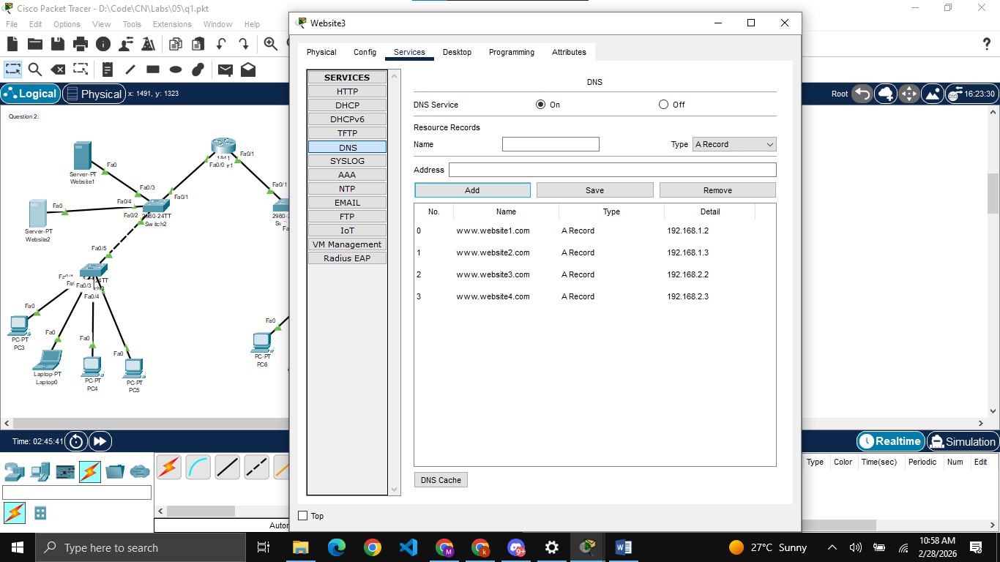 Cisco Packet Tracer - D:\Code\CN\Labs\05\q1.pkt
File Edit Options View Tools Extensions Window Help
Logical Physical x: 1491, y: 1323
Root 16:23:30
Question 2:
Fa0
Server-PT
Website1
Fa0/3
Fa0/1
Fa0/4
Fa0
Fa0/2
2960-24TT
Switch2
Server-PT
Website2
1841
Fa0/0
Fa0/1
Fa0/1
Fa0/5
Fa0/3
Fa0/4
Fa0
PC-PT
PC3
Fa0
Laptop-PT
Laptop0
Fa0
PC-PT
PC4
Fa0
PC-PT
PC5
Fa0
PC-PT
PC6
Website3
Physical Config Services Desktop Programming Attributes
SERVICES
HTTP
DHCP
DHCPv6
TFTP
DNS
SYSLOG
AAA
NTP
EMAIL
FTP
IoT
VM Management
Radius EAP
DNS
DNS Service On Off
Resource Records
Name Type A Record
Address
Add Save Remove
No. Name Type Detail
0 www.website1.com A Record 192.168.1.2
1 www.website2.com A Record 192.168.1.3
2 www.website3.com A Record 192.168.2.2
3 www.website4.com A Record 192.168.2.3
DNS Cache
Top
Time: 02:45:41
Realtime Simulation
Type Color Time(sec) Periodic Num Edit
Type here to search
27°C Sunny
10:58 AM
2/28/2026